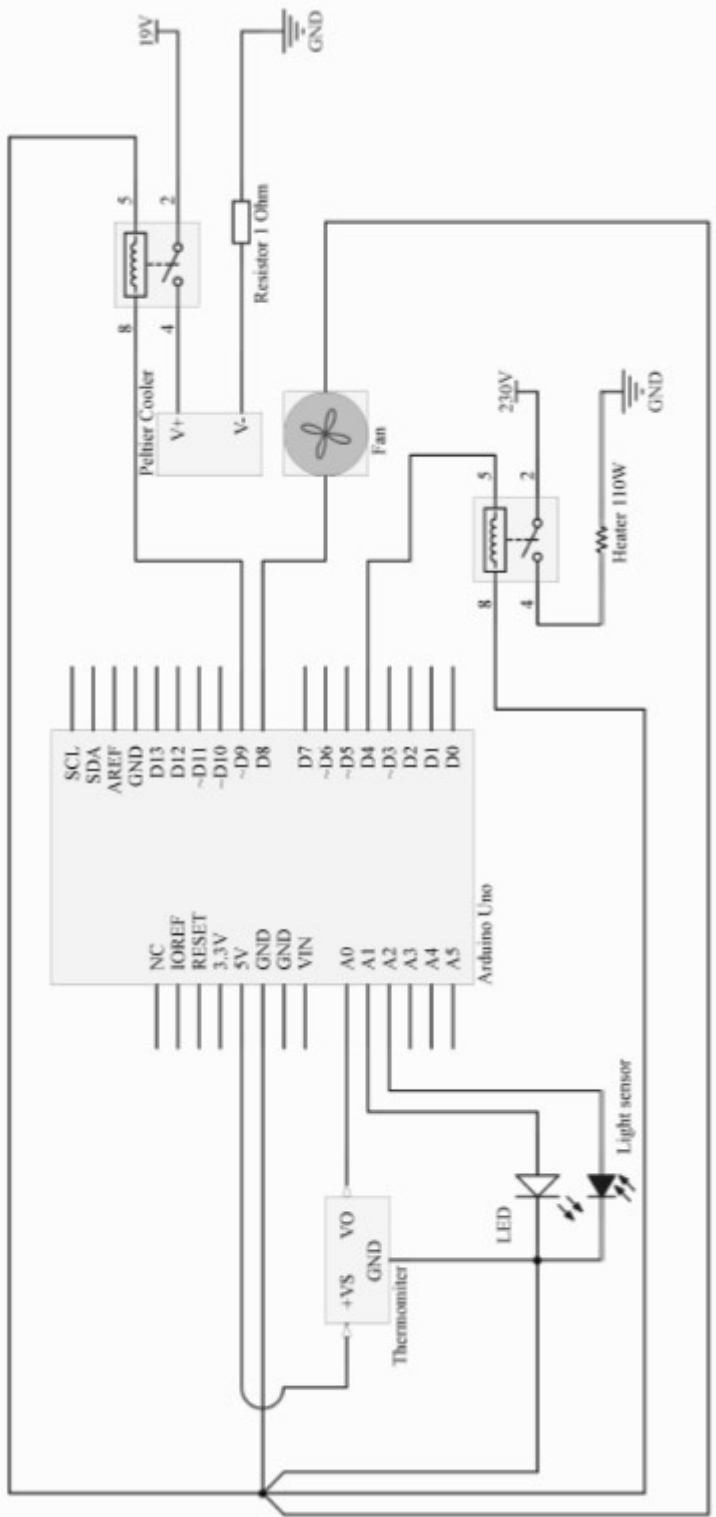 19V
GND
5
2
8
4
Resistor 1 Ohm
Peltier Cooler
V+
V-
Fan
230V
GND
5
2
8
4
Heater 110W
SCL
SDA
AREF
GND
D13
D12
~D11
~D10
~D9
D8
D7
~D6
~D5
D4
~D3
D2
D1
D0
NC
IOREF
RESET
3.3V
5V
GND
GND
VIN
A0
A1
A2
A3
A4
A5
Arduino Uno
+VS
VO
GND
Thermomiter
LED
Light sensor